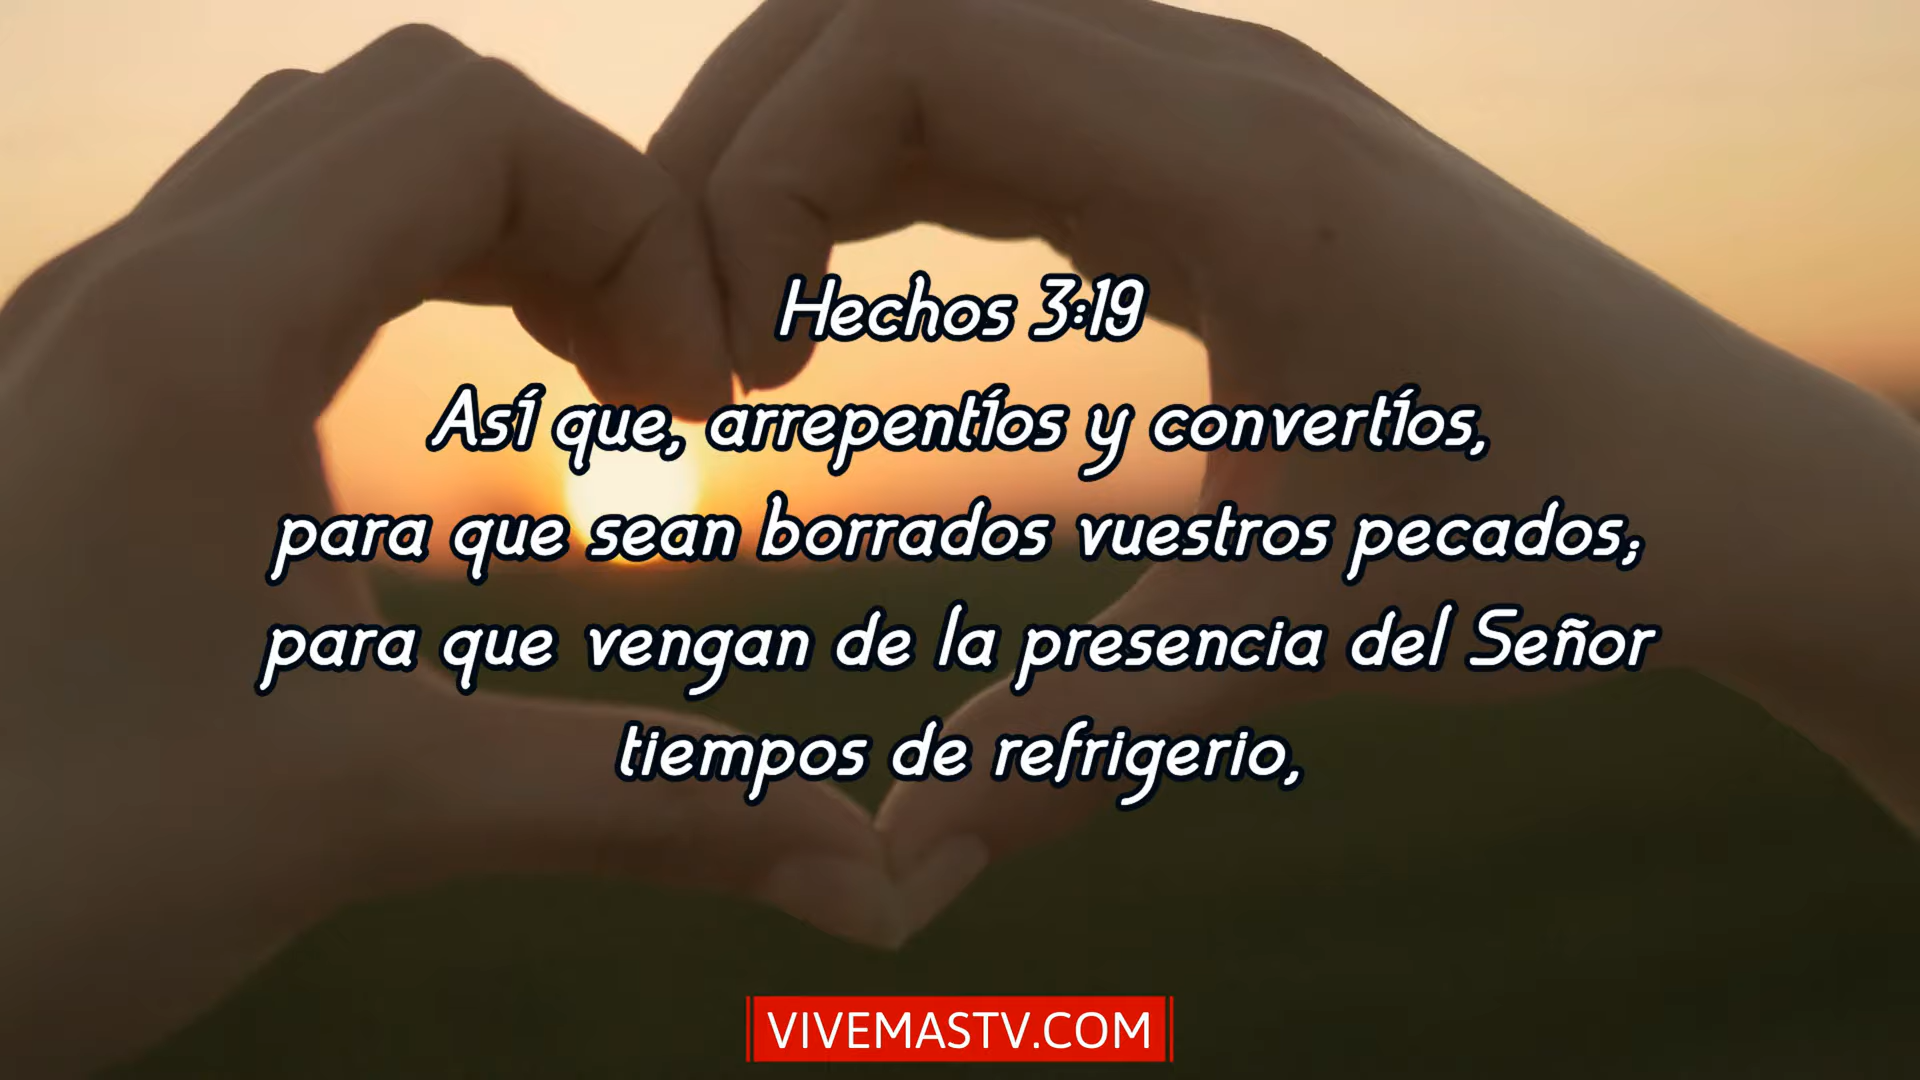 Hechos 3:19
Así que, arrepentíos y convertíos,
para que sean borrados vuestros pecados;
para que vengan de la presencia del Señor
tiempos de refrigerio,
VIVEMASTV.COM